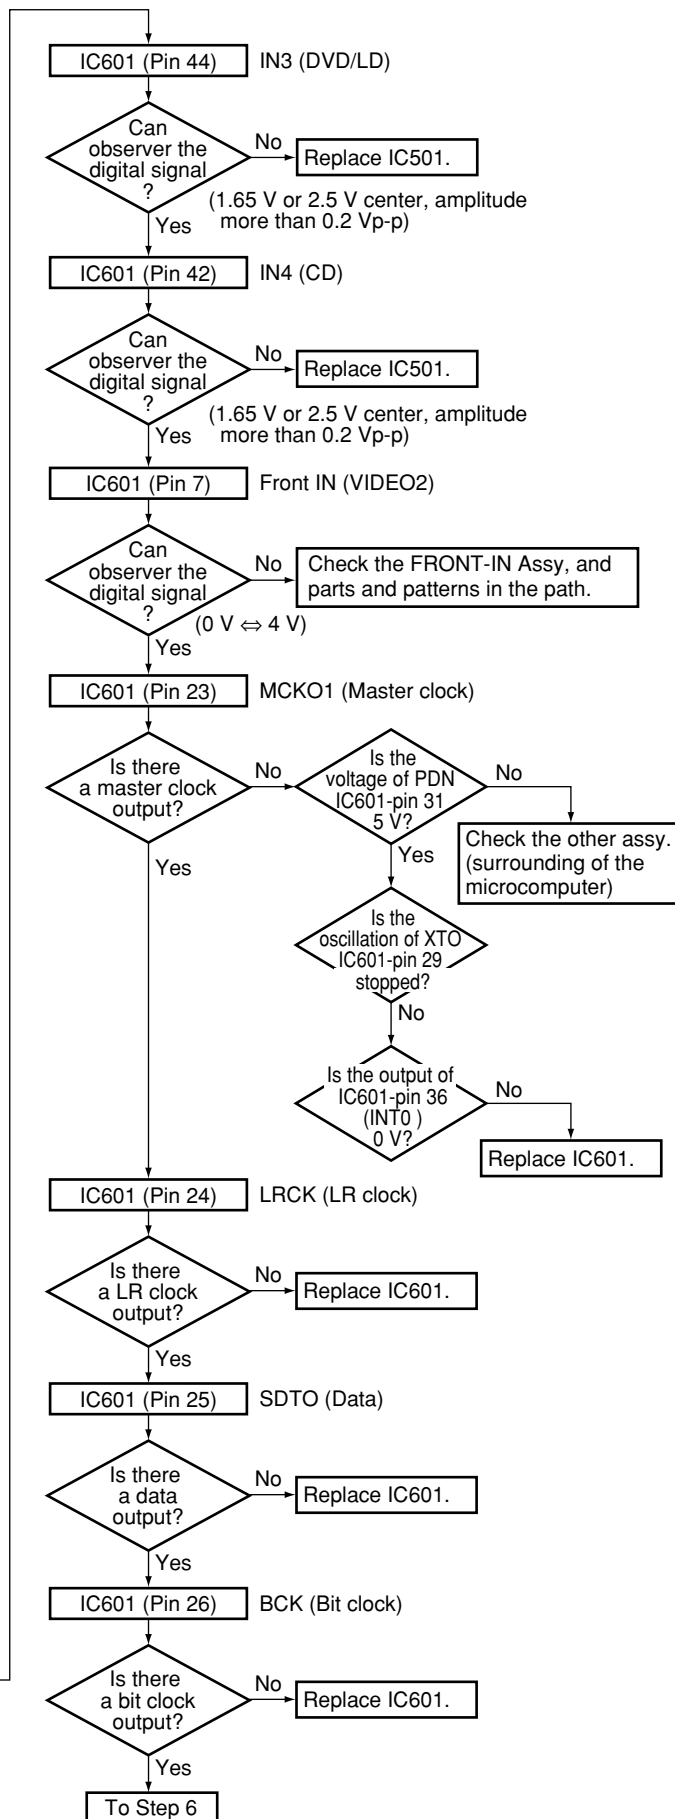 IC601 (Pin 44) IN3 (DVD/LD)
Can
observer the
digital signal
?
No
Replace IC501.
(1.65 V or 2.5 V center, amplitude
more than 0.2 Vp-p)
Yes
IC601 (Pin 42) IN4 (CD)
Can
observer the
digital signal
?
No
Replace IC501.
(1.65 V or 2.5 V center, amplitude
more than 0.2 Vp-p)
Yes
IC601 (Pin 7) Front IN (VIDEO2)
Can
observer the
digital signal
?
No
Check the FRONT-IN Assy, and
parts and patterns in the path.
(0 V ⇔ 4 V)
Yes
IC601 (Pin 23) MCKO1 (Master clock)
Is there
a master clock
output?
No
Is the
voltage of PDN
IC601-pin 31
5 V?
No
Check the other assy.
(surrounding of the
microcomputer)
Yes
Yes
Is the
oscillation of XTO
IC601-pin 29
stopped?
No
Is the output of
IC601-pin 36
(INT0 )
0 V?
No
Replace IC601.
IC601 (Pin 24) LRCK (LR clock)
Is there
a LR clock
output?
No
Replace IC601.
Yes
IC601 (Pin 25) SDTO (Data)
Is there
a data
output?
No
Replace IC601.
Yes
IC601 (Pin 26) BCK (Bit clock)
Is there
a bit clock
output?
No
Replace IC601.
Yes
To Step 6